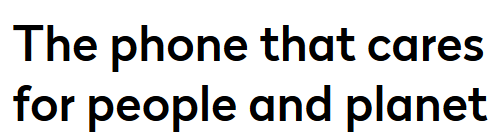 The phone that cares
for people and planet